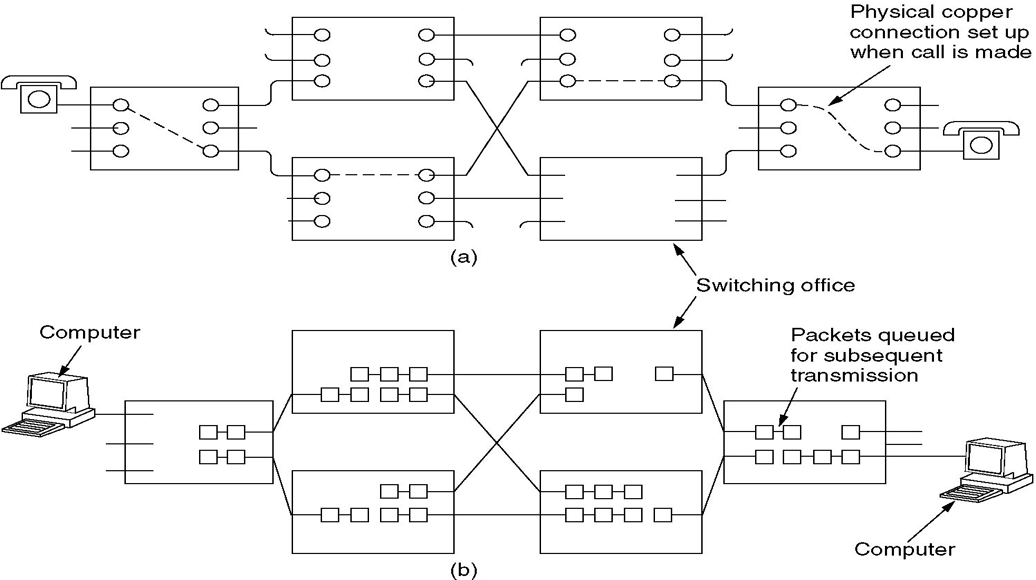 Physical copper
connection set up
when call is made
(a)
Switching office
Computer
Packets queued
for subsequent
transmission
Computer
(b)